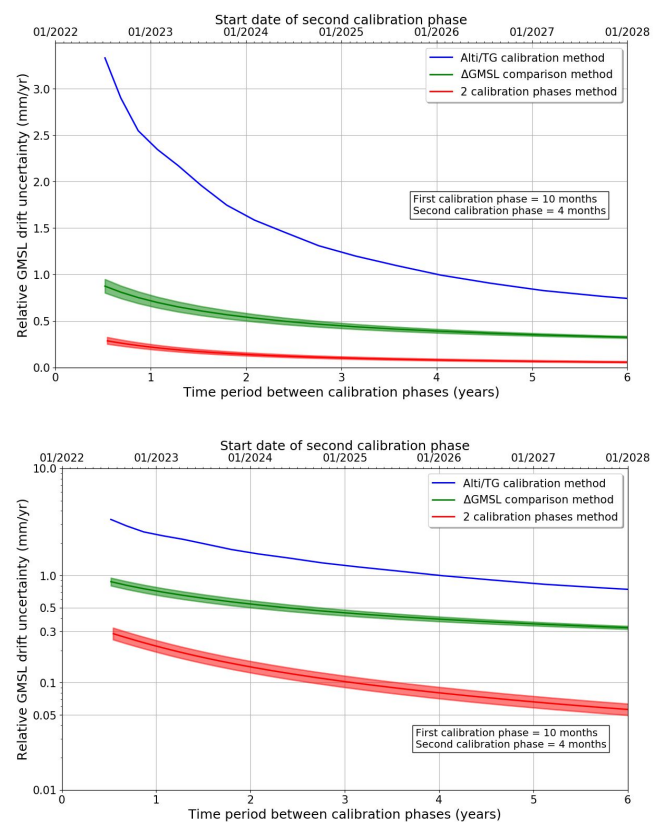 Start date of second calibration phase
01/2022 01/2023 01/2024 01/2025 01/2026 01/2027 01/2028
Relative GMSL drift uncertainty (mm/yr)
Alti/TG calibration method
ΔGMSL comparison method
2 calibration phases method
3.0
2.5
2.0
First calibration phase = 10 months
Second calibration phase = 4 months
1.5
1.0
0.5
0.0
0 1 2 3 4 5 6
Time period between calibration phases (years)
Start date of second calibration phase
01/2022 01/2023 01/2024 01/2025 01/2026 01/2027 01/2028
Relative GMSL drift uncertainty (mm/yr)
10.0
Alti/TG calibration method
ΔGMSL comparison method
2 calibration phases method
1.0
0.5
0.3
0.1
0.05
First calibration phase = 10 months
Second calibration phase = 4 months
0.01
0 1 2 3 4 5 6
Time period between calibration phases (years)